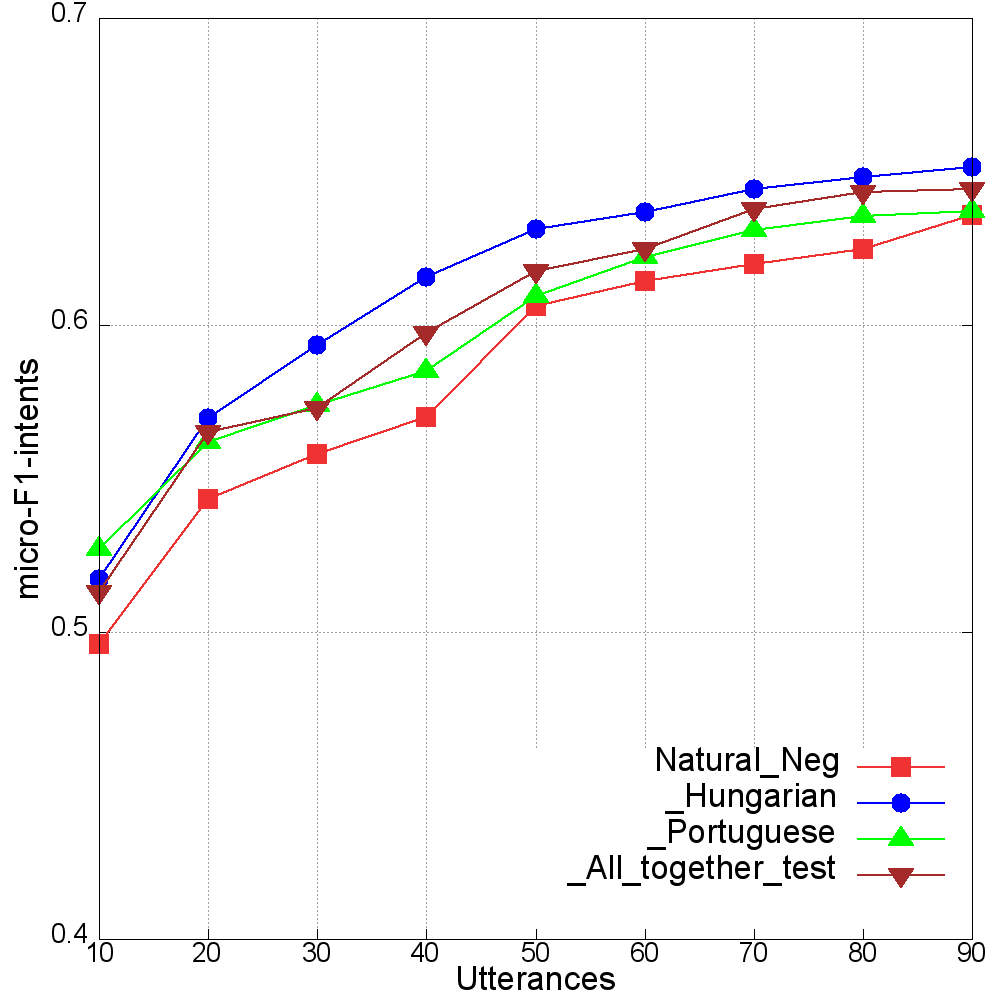 0.7
0.6
0.5
0.4
micro-F1-intents
Natural_Neg
_Hungarian
_Portuguese
_All_together_test
10 20 30 40 50 60 70 80 90
Utterances